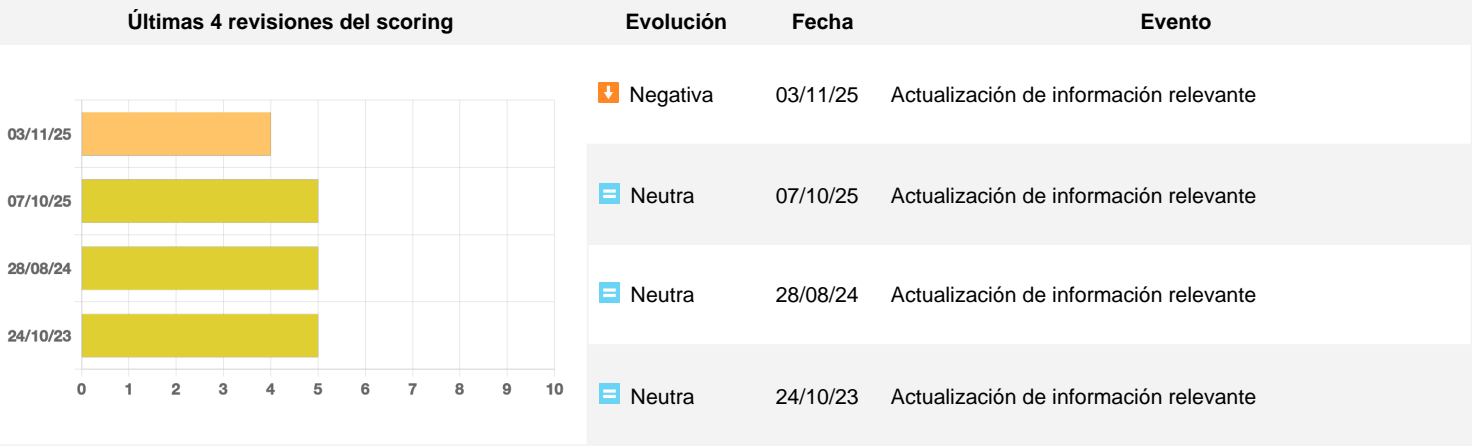 Últimas 4 revisiones del scoring Evolución Fecha Evento
03/11/25
07/10/25
28/08/24
24/10/23
0 1 2 3 4 5 6 7 8 9 10
Negativa 03/11/25 Actualización de información relevante
Neutra 07/10/25 Actualización de información relevante
Neutra 28/08/24 Actualización de información relevante
Neutra 24/10/23 Actualización de información relevante